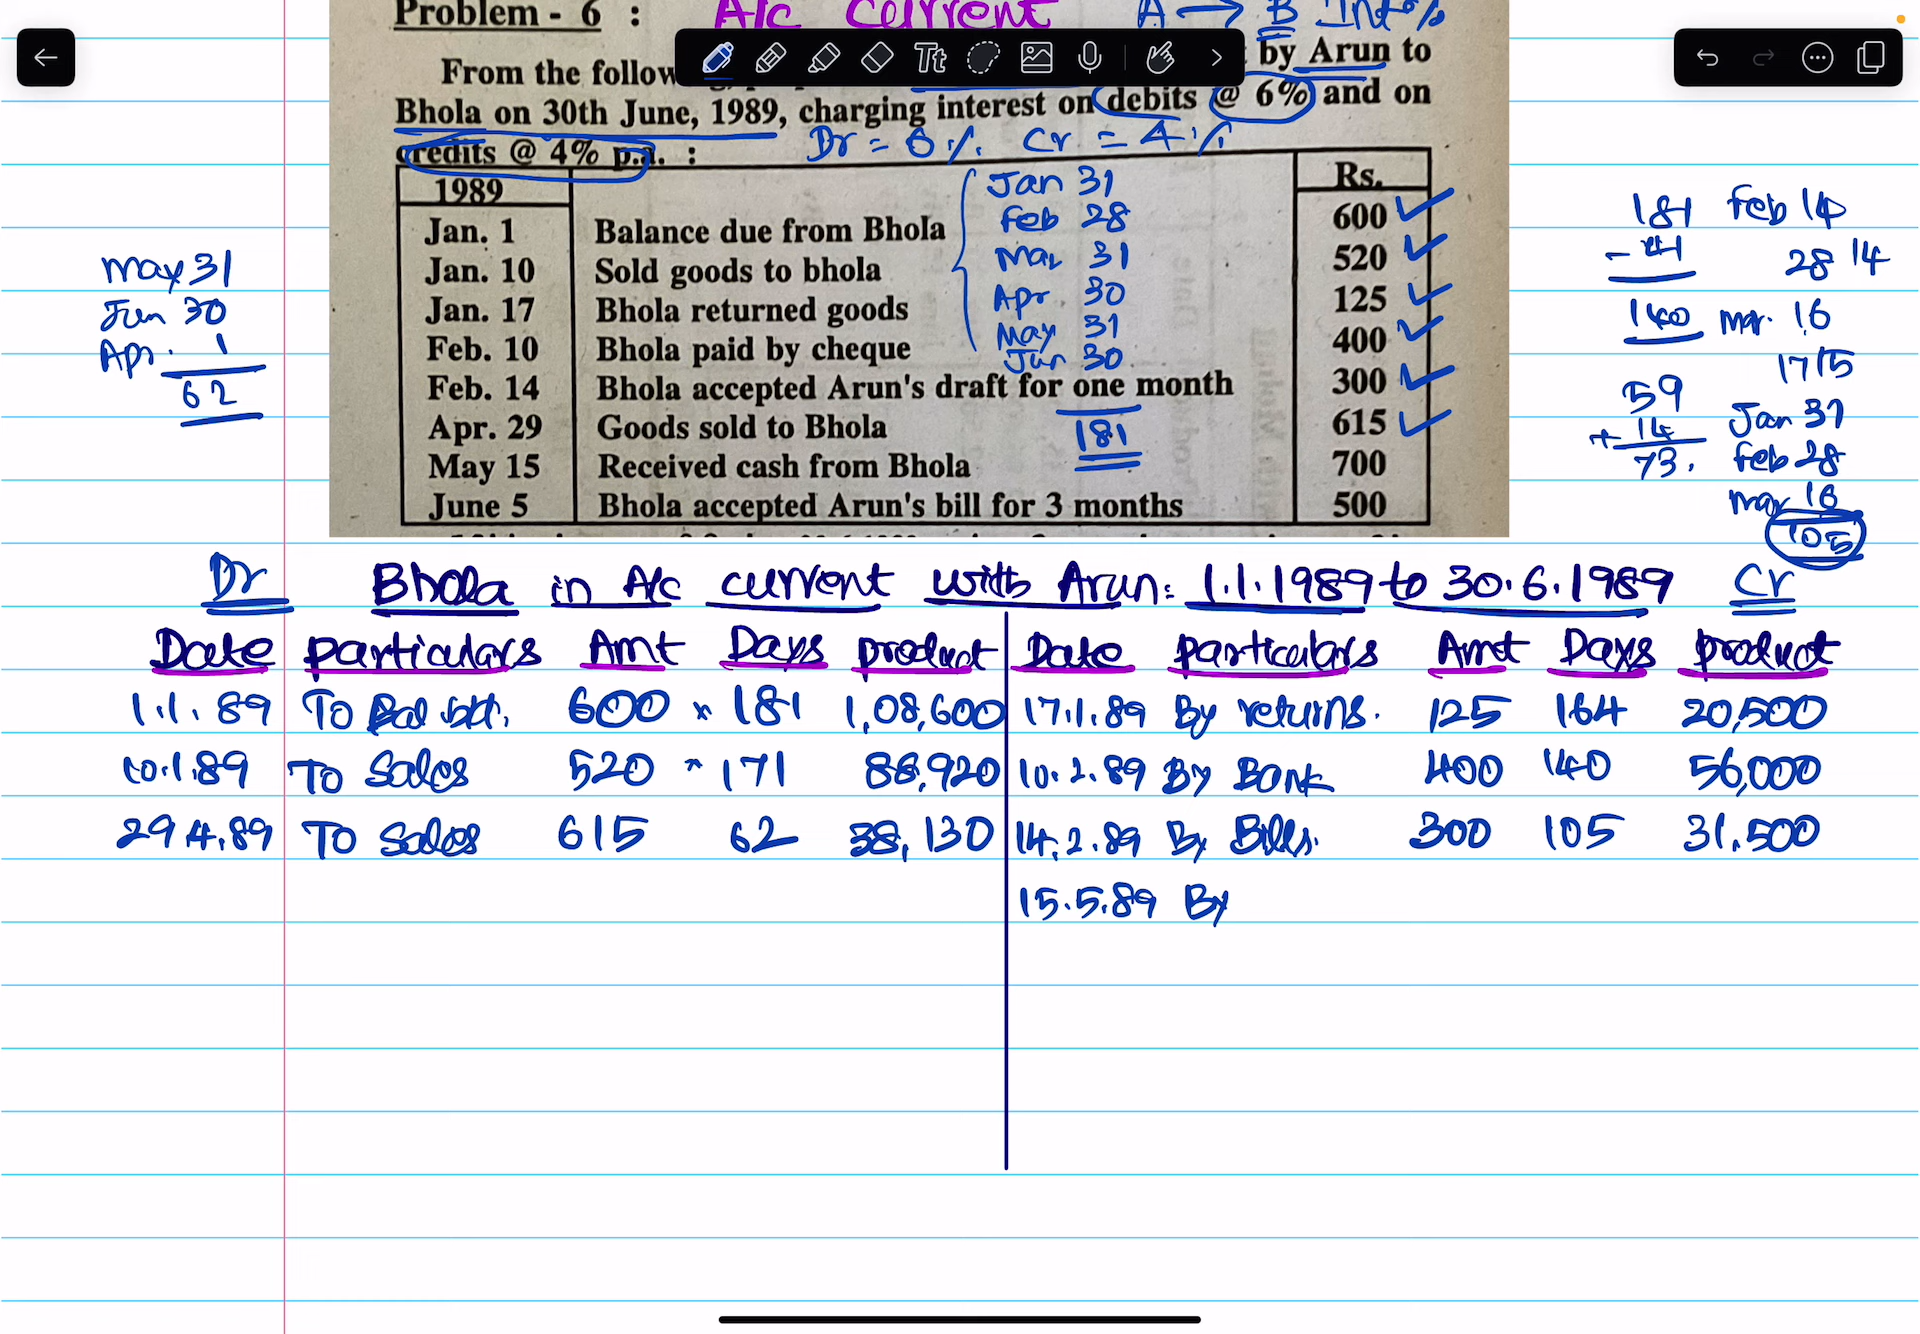 Problem - 6 : A/c Current A → B Int%
From the follow by Arun to
Bhola on 30th June, 1989, charging interest on debits @ 6% and on
credits @ 4% p.a. : Dr = 6%. Cr = 4%
1989 Rs.
Jan. 1 Balance due from Bhola 600
Jan. 10 Sold goods to bhola 520
Jan. 17 Bhola returned goods 125
Feb. 10 Bhola paid by cheque 400
Feb. 14 Bhola accepted Arun's draft for one month 300
Apr. 29 Goods sold to Bhola 615
May 15 Received cash from Bhola 700
June 5 Bhola accepted Arun's bill for 3 months 500
Jan 31
Feb 28
Mar 31
Apr. 30
May 31
Jun 30
181
May 31
Jun 30
Apr. 1
62
181 Feb 14
- 41 28 14
140 Mar. 16
17/5
59 Jan 31
+ 14 Feb 28
73. Mar 16
105
Dr Bhola in A/c current with Arun: 1.1.1989 to 30.6.1989 Cr
Date particulars Amt Days product Date particulars Amt Days product
1.1.89 To Bal b/d. 600 × 181 1,08,600 17.1.89 By returns. 125 164 20,500
10.1.89 To Sales 520 × 171 88,920 10.2.89 By Bank 400 140 56,000
29.4.89 To Sales 615 62 38,130 14.2.89 By Bills. 300 105 31,500
15.5.89 By